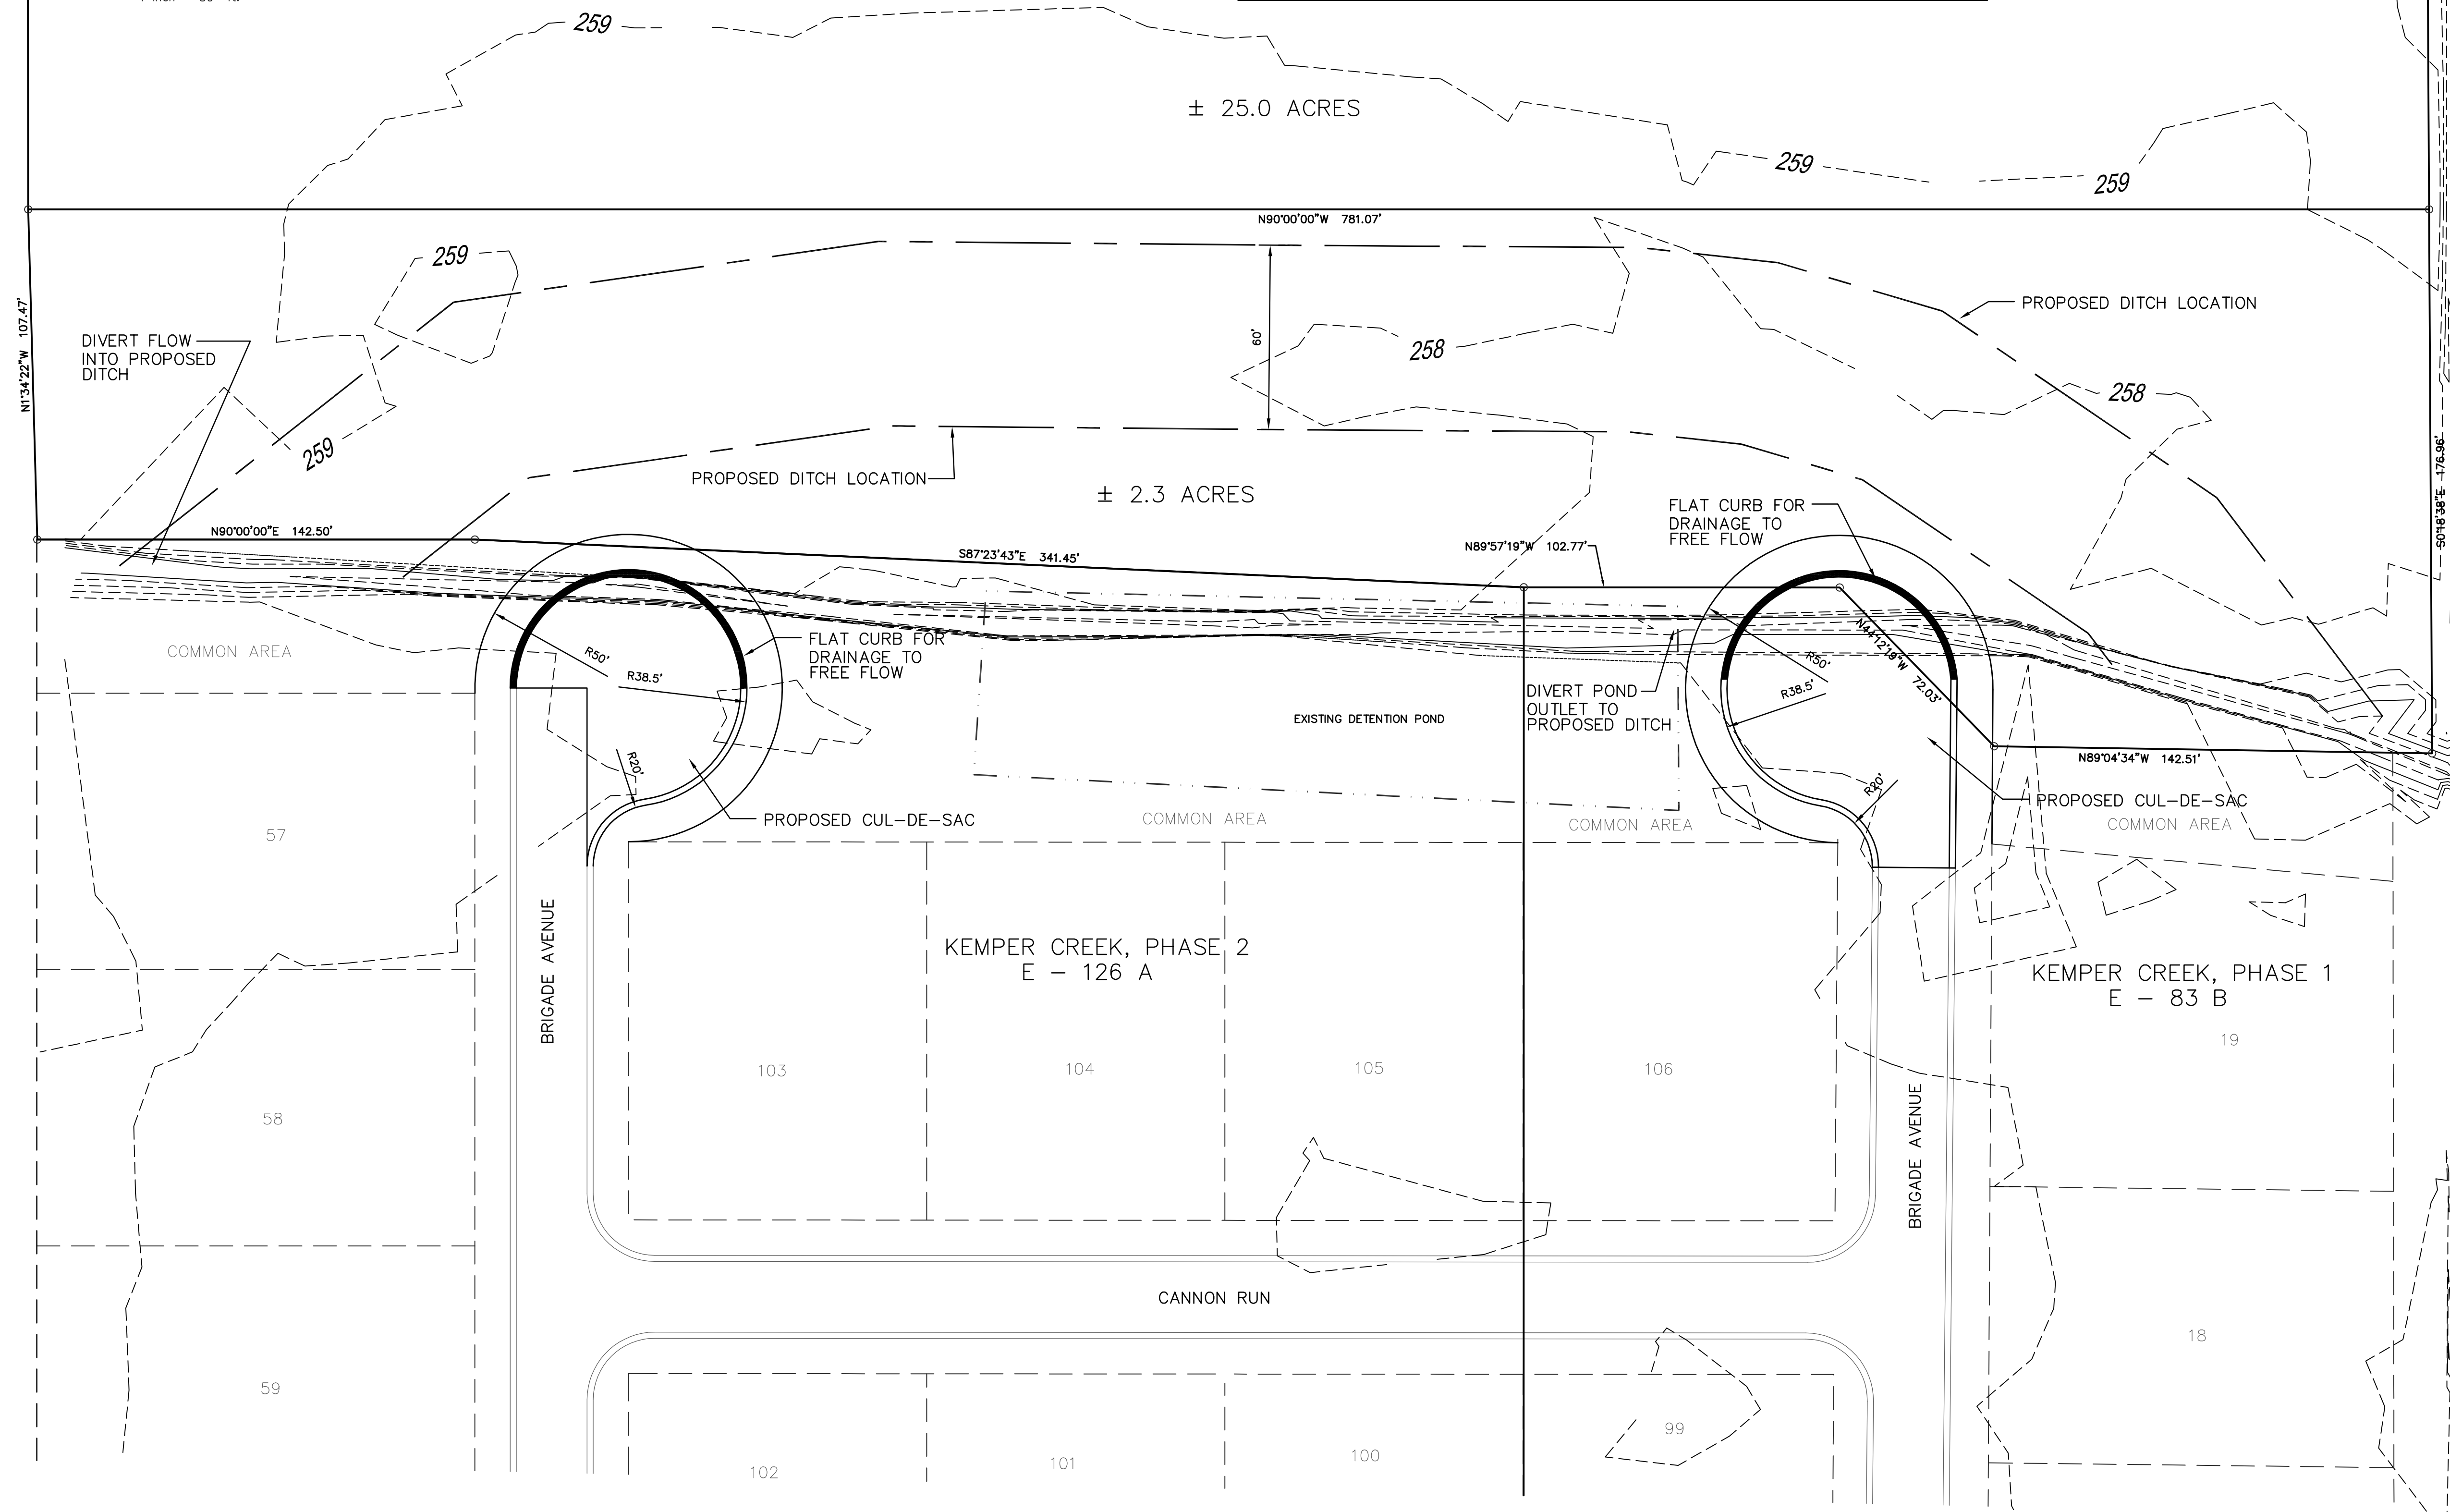 259
± 25.0 ACRES
259
259
N90°00'00"W 781.07'
259
PROPOSED DITCH LOCATION
N1°34'22"W 107.47'
60'
DIVERT FLOW
INTO PROPOSED
DITCH
258
258
259
S0°18'38"E 176.96'
PROPOSED DITCH LOCATION
± 2.3 ACRES
FLAT CURB FOR
DRAINAGE TO
FREE FLOW
N90°00'00"E 142.50'
S87°23'43"E 341.45'
N89°57'19"W 102.77'
COMMON AREA
R50'
R38.5'
FLAT CURB FOR
DRAINAGE TO
FREE FLOW
N44°12'19"W 72.03'
R50'
R38.5'
DIVERT POND
OUTLET TO
PROPOSED DITCH
EXISTING DETENTION POND
R20'
N89°04'34"W 142.51'
R20'
PROPOSED CUL-DE-SAC
PROPOSED CUL-DE-SAC
COMMON AREA
COMMON AREA
COMMON AREA
57
BRIGADE AVENUE
KEMPER CREEK, PHASE 2
E - 126 A
KEMPER CREEK, PHASE 1
E - 83 B
19
103
104
105
106
58
BRIGADE AVENUE
CANNON RUN
18
59
99
102
101
100